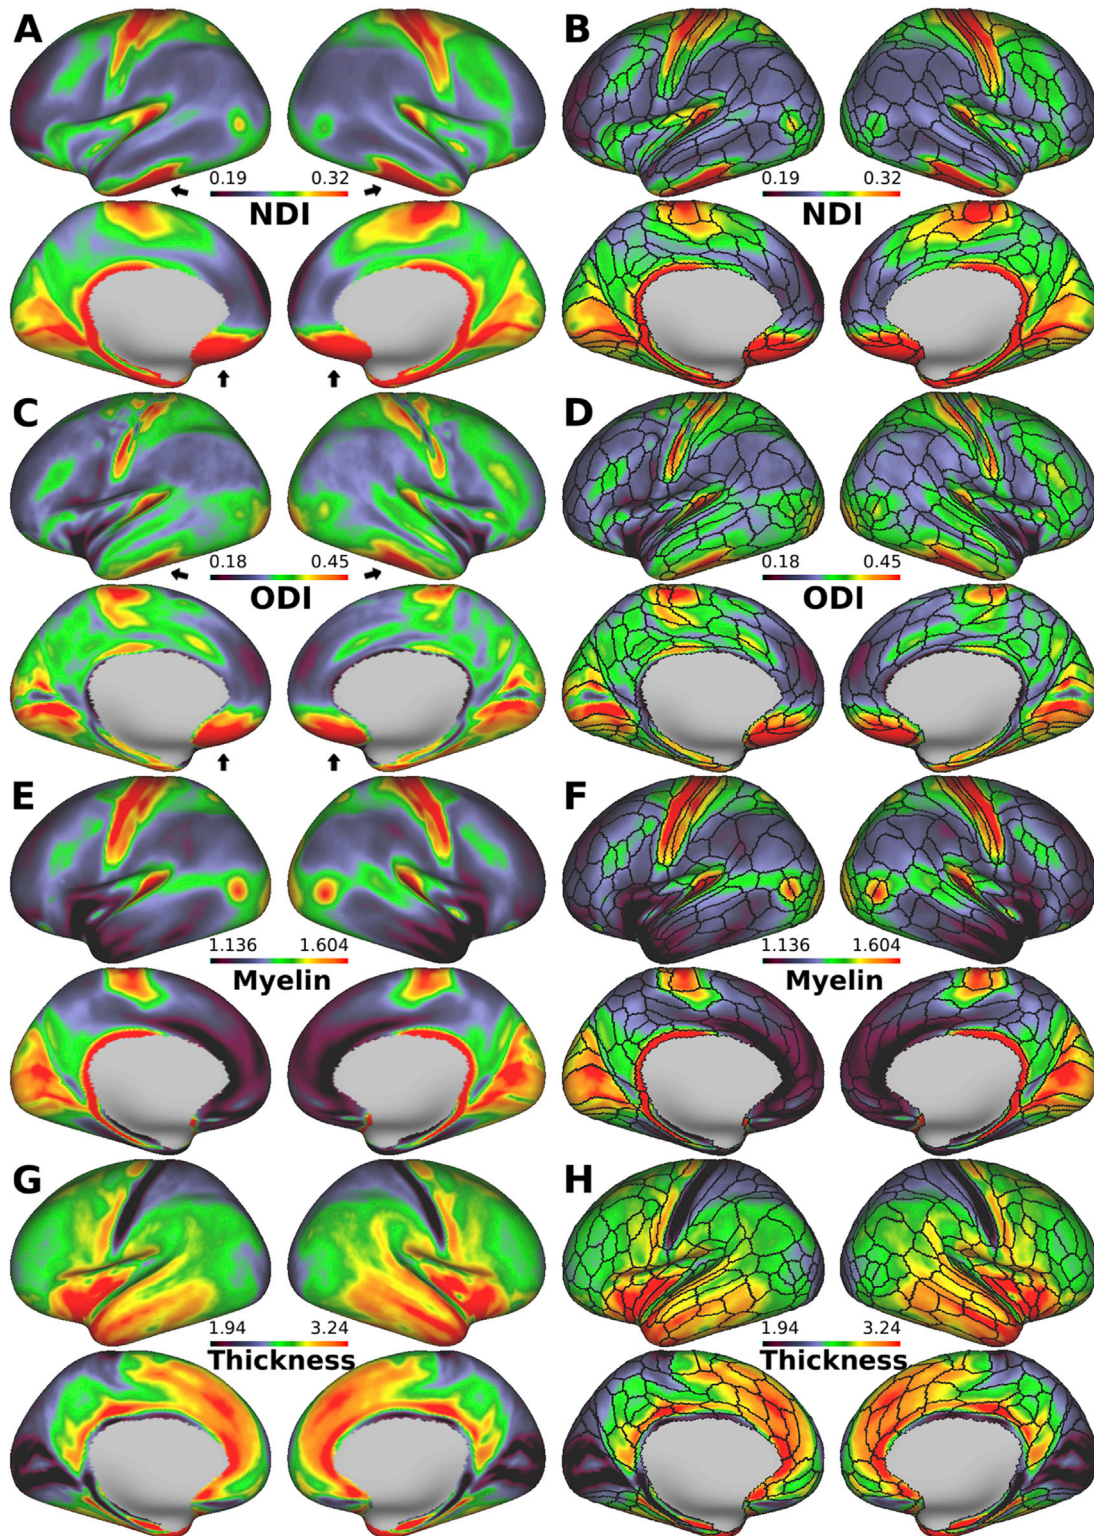 A B
0.19 0.32 0.19 0.32
NDI NDI
C D
0.18 0.45 0.18 0.45
ODI ODI
E F
1.136 1.604 1.136 1.604
Myelin Myelin
G H
1.94 3.24 1.94 3.24
Thickness Thickness